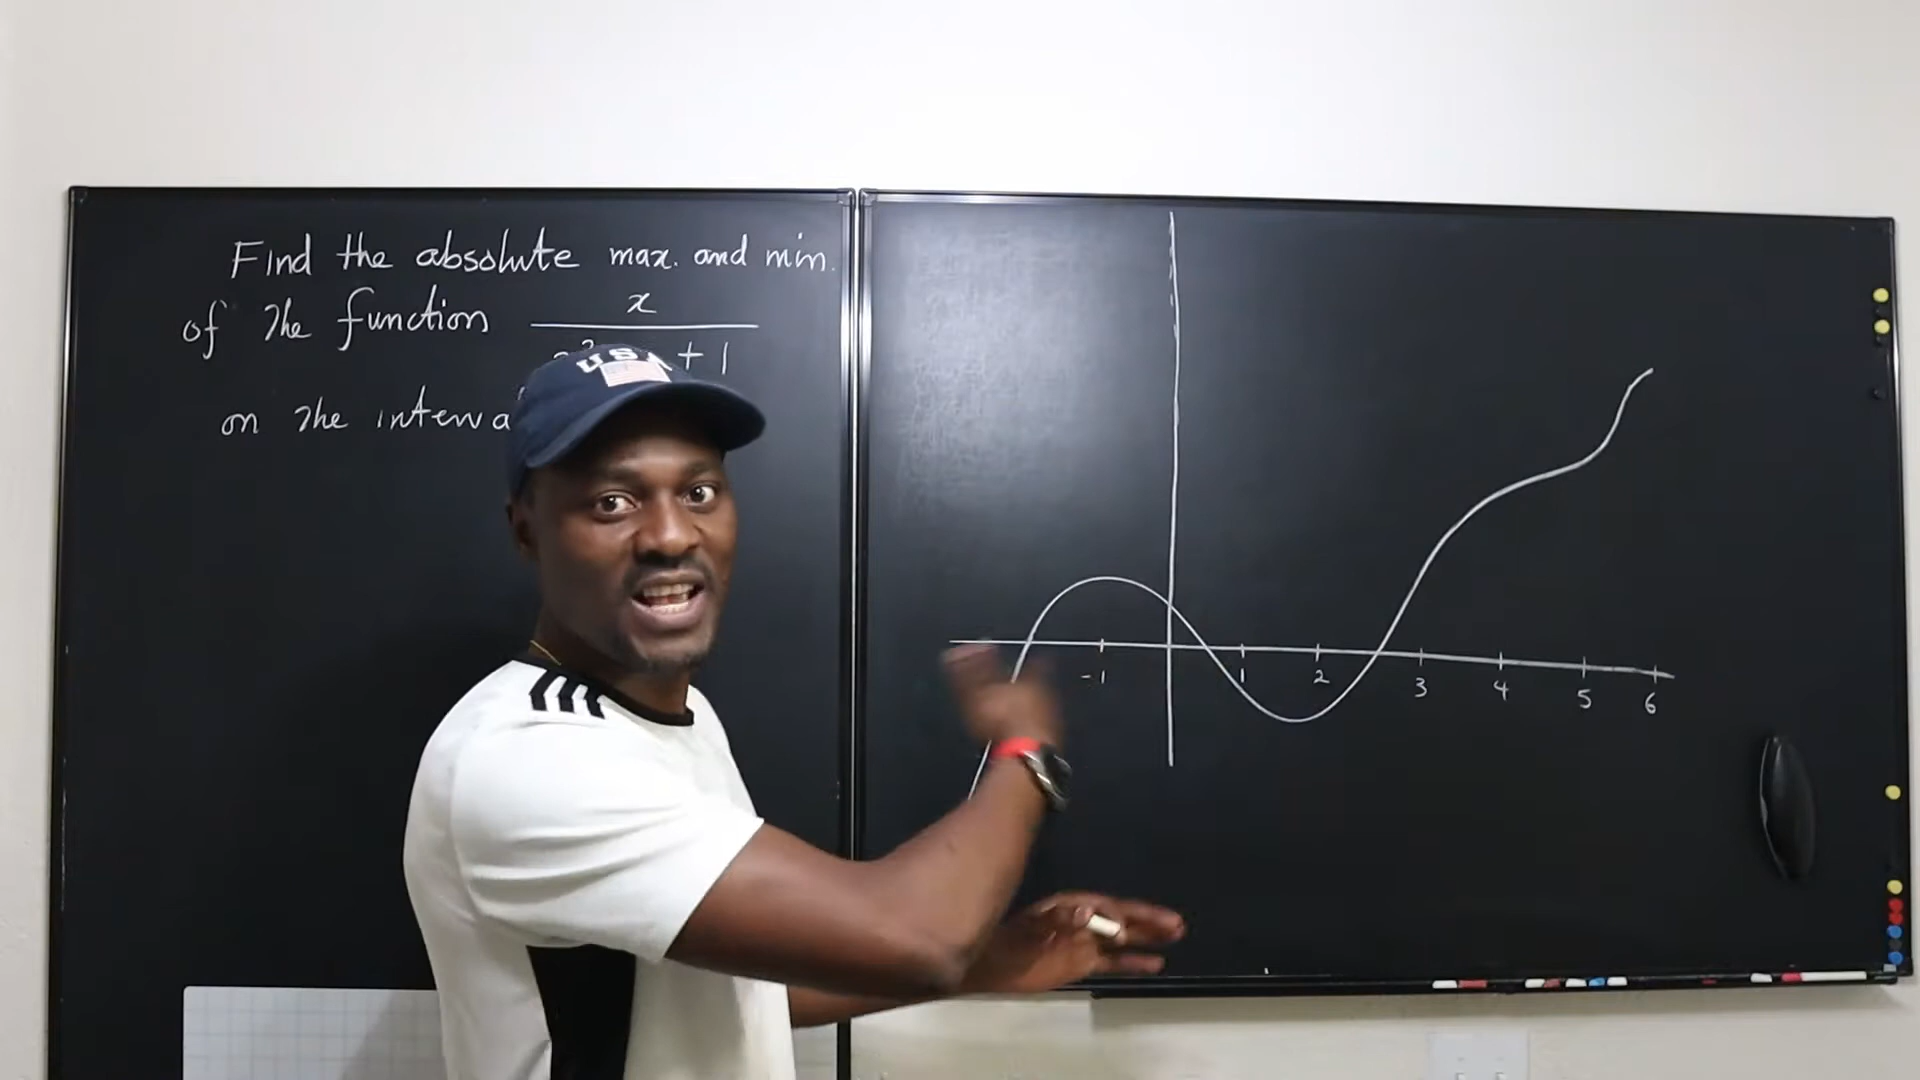 Find the absolute max. and min.
of the function x
+ 1
on the interva
USA
-1 1 2 3 4 5 6